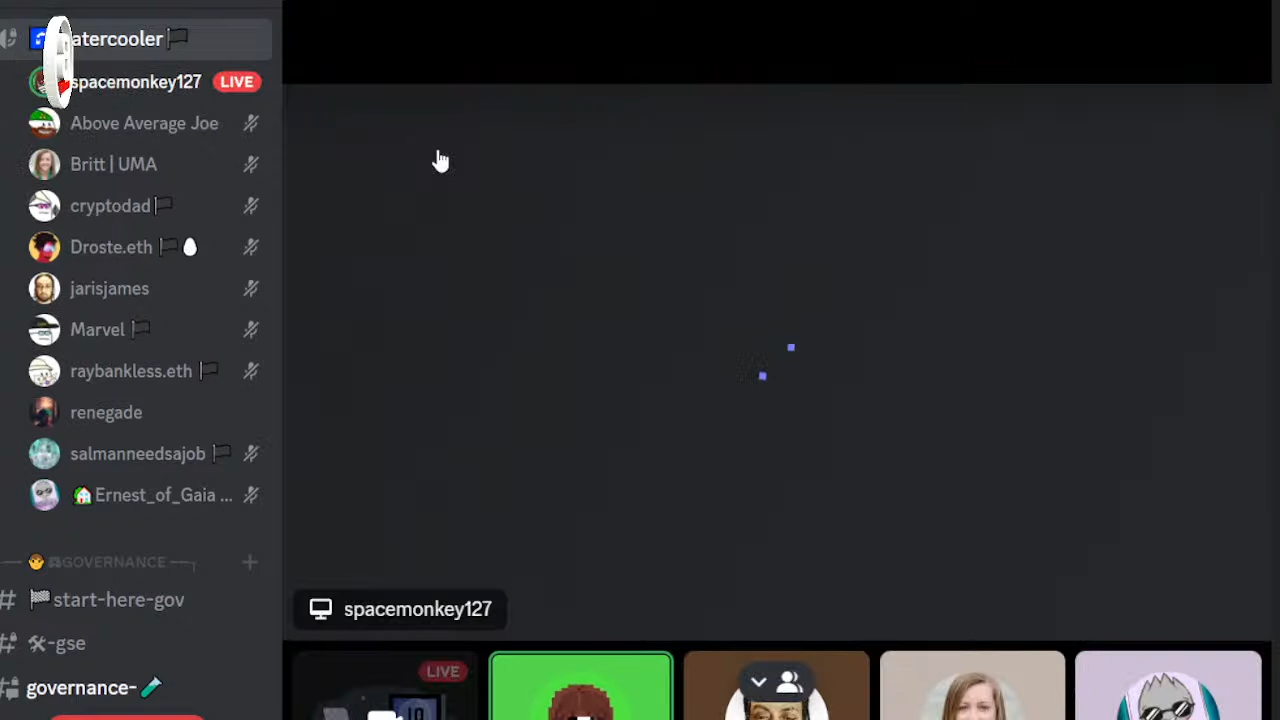 atercooler
spacemonkey127 LIVE
Above Average Joe
Britt | UMA
cryptodad
Droste.eth
jarisjames
Marvel
raybankless.eth
renegade
salmanneedsajob
Ernest_of_Gaia ...
GOVERNANCE
start-here-gov
-gse
governance-
spacemonkey127
LIVE